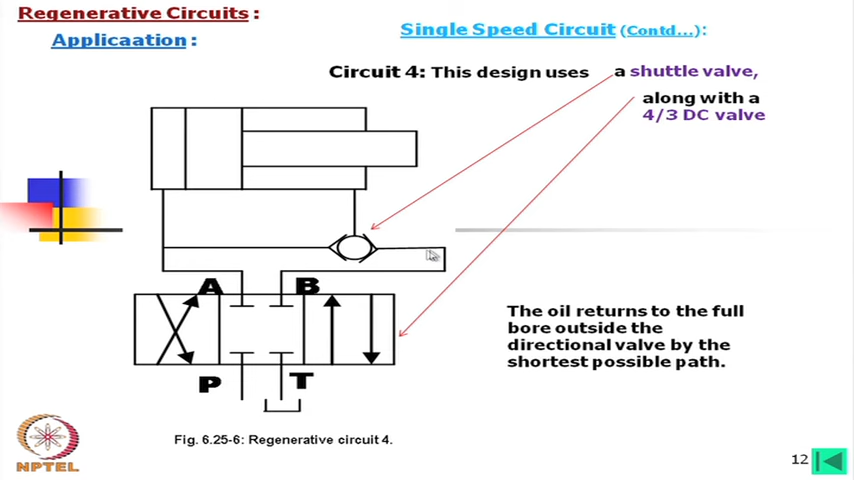 Regenerative Circuits :
Applicaation :
Single Speed Circuit (Contd...):
Circuit 4: This design uses a shuttle valve,
along with a
4/3 DC valve
A B
P T
The oil returns to the full
bore outside the
directional valve by the
shortest possible path.
Fig. 6.25-6: Regenerative circuit 4.
NPTEL
12